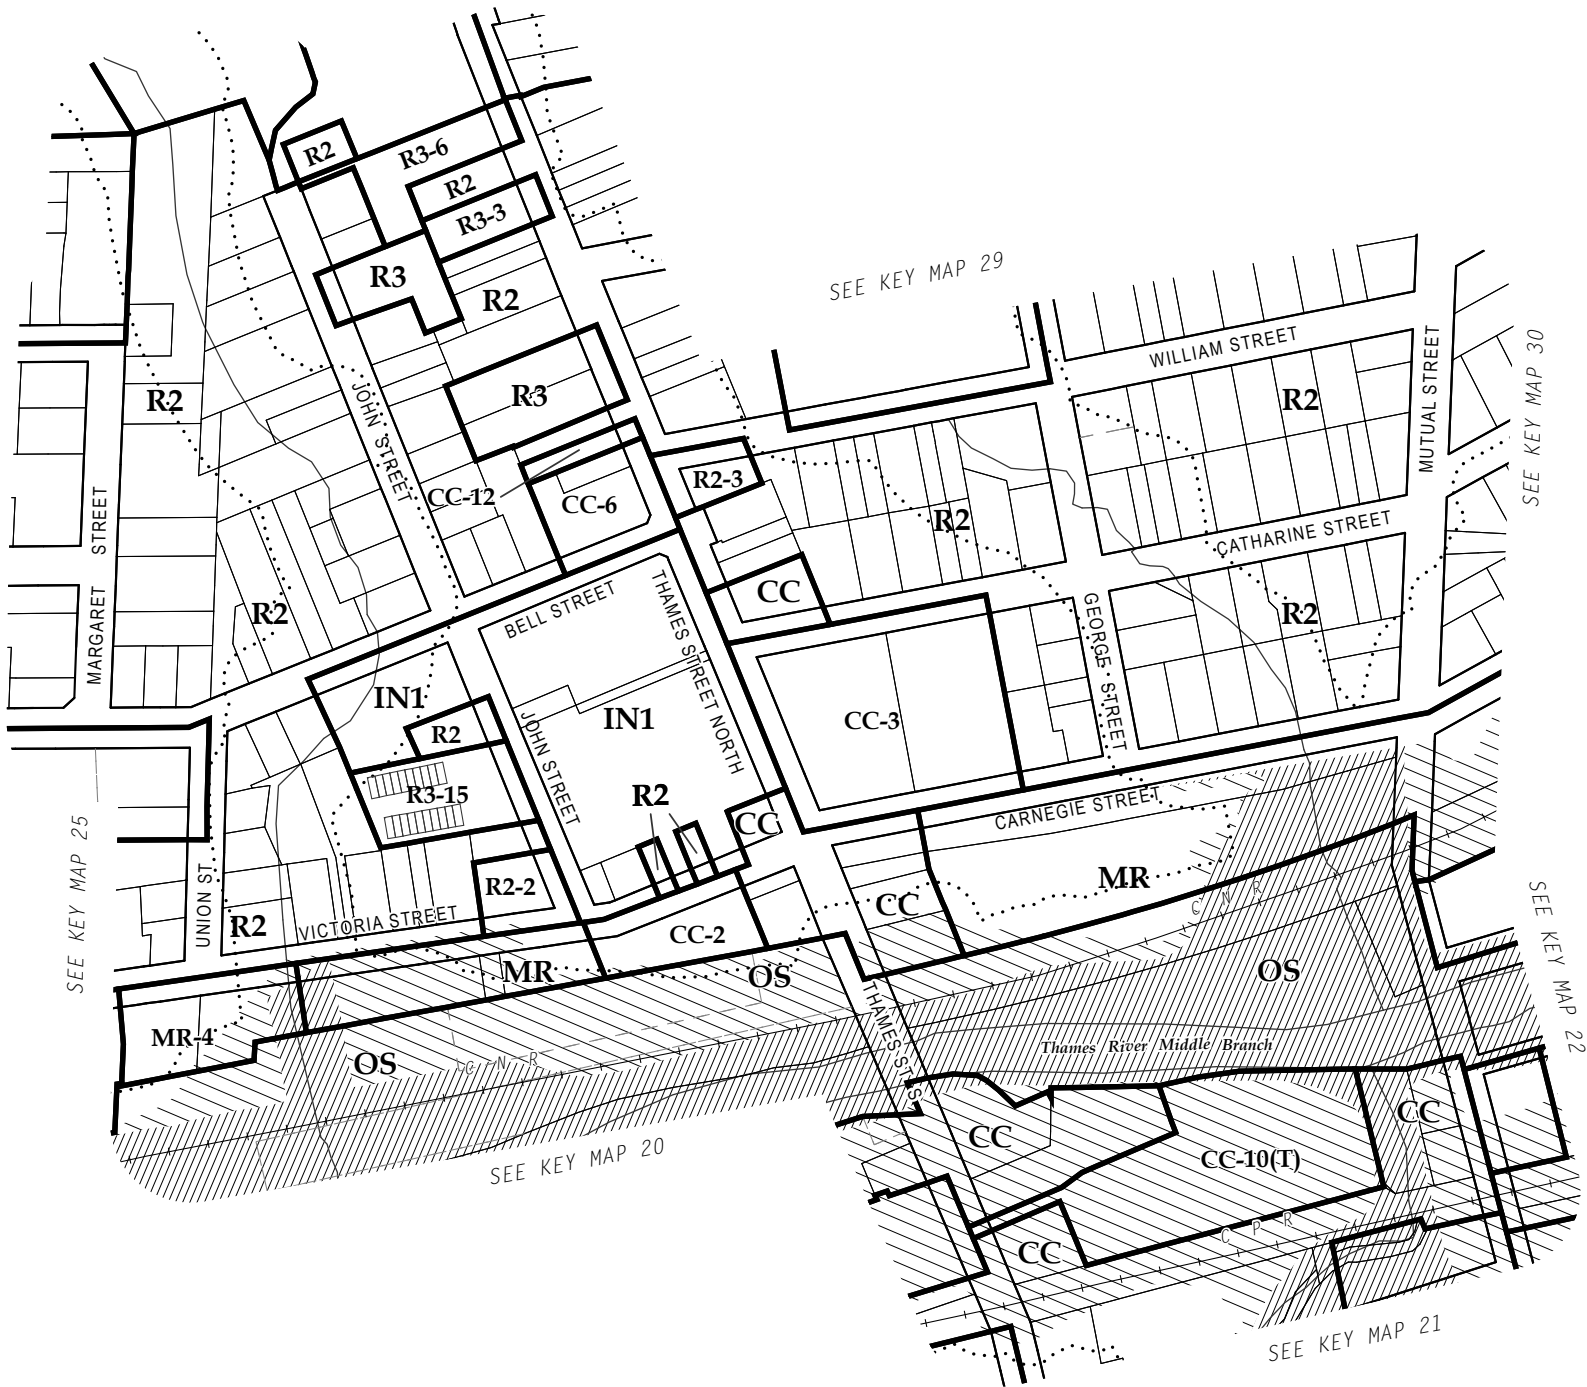 R2
R3-6
R2
R3-3
R3
R2
SEE KEY MAP 29
WILLIAM STREET
MUTUAL STREET
SEE KEY MAP 30
R2
R2
JOHN STREET
R3
CC-12
CC-6
R2-3
R2
CATHARINE STREET
MARGARET STREET
R2
BELL STREET
THAMES STREET NORTH
CC
GEORGE STREET
R2
IN1
R2
JOHN STREET
IN1
CC-3
R3-15
R2
CC
CARNEGIE STREET
SEE KEY MAP 25
UNION ST
R2
VICTORIA STREET
R2-2
CC-2
CC
MR
C N R
SEE KEY MAP 22
MR
OS
OS
MR-4
OS
C N R
THAMES ST. S
Thames River Middle Branch
SEE KEY MAP 20
CC
CC
CC-10(T)
CC
C P R
SEE KEY MAP 21